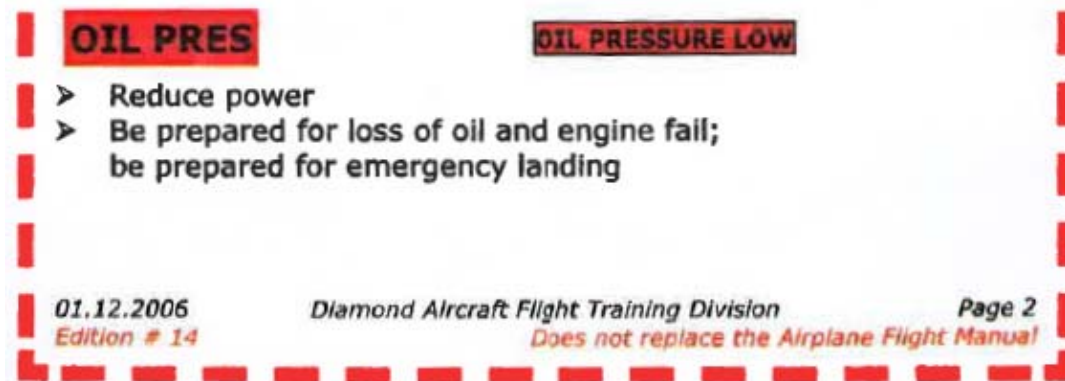 OIL PRES OIL PRESSURE LOW
➤ Reduce power
➤ Be prepared for loss of oil and engine fail;
be prepared for emergency landing
01.12.2006 Diamond Aircraft Flight Training Division Page 2
Edition # 14 Does not replace the Airplane Flight Manual